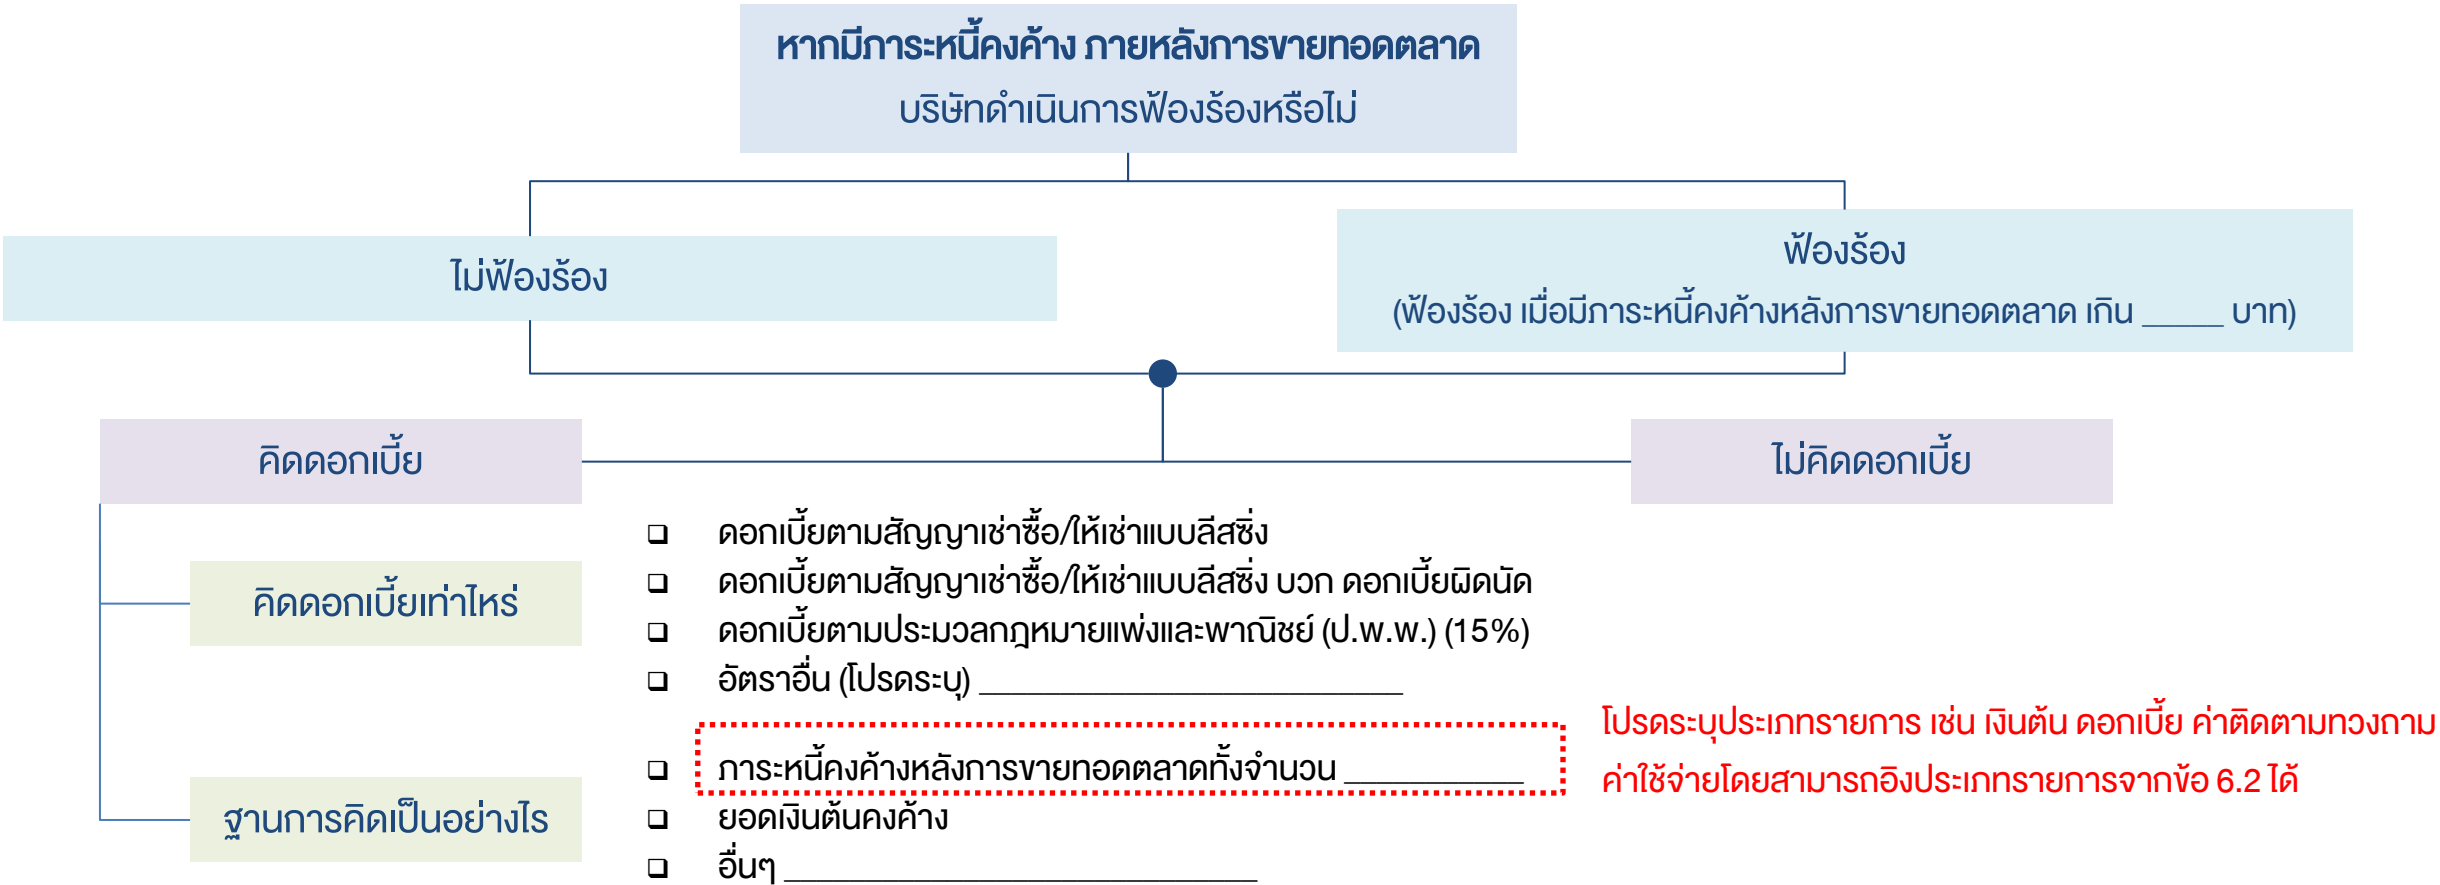 หากมีภาระหนี้คงค้าง ภายหลังการขายทอดตลาด
บริษัทดำเนินการฟ้องร้องหรือไม่
ไม่ฟ้องร้อง
ฟ้องร้อง
(ฟ้องร้อง เมื่อมีภาระหนี้คงค้างหลังการขายทอดตลาด เกิน _____ บาท)
คิดดอกเบี้ย
ไม่คิดดอกเบี้ย
คิดดอกเบี้ยเท่าไหร่
❑ ดอกเบี้ยตามสัญญาเช่าซื้อ/ให้เช่าแบบลีสซิ่ง
❑ ดอกเบี้ยตามสัญญาเช่าซื้อ/ให้เช่าแบบลีสซิ่ง บวก ดอกเบี้ยผิดนัด
❑ ดอกเบี้ยตามประมวลกฎหมายแพ่งและพาณิชย์ (ป.พ.พ.) (15%)
❑ อัตราอื่น (โปรดระบุ) __________________________
ฐานการคิดเป็นอย่างไร
❑ ภาระหนี้คงค้างหลังการขายทอดตลาดทั้งจำนวน ___________
❑ ยอดเงินต้นคงค้าง
❑ อื่นๆ _____________________________
โปรดระบุประเภทรายการ เช่น เงินต้น ดอกเบี้ย ค่าติดตามทวงถาม
ค่าใช้จ่ายโดยสามารถอิงประเภทรายการจากข้อ 6.2 ได้